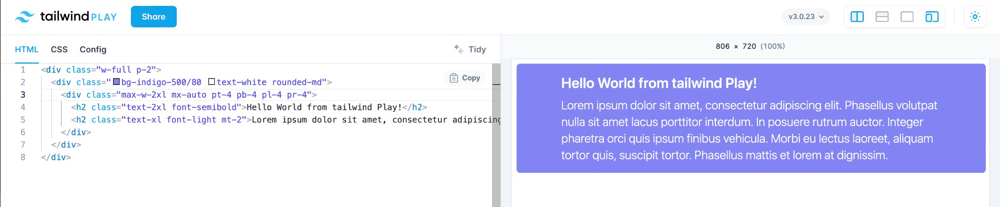 tailwind PLAY
Share
v3.0.23
HTML
CSS
Config
Tidy
806 × 720 (100%)
Copy
1 <div class="w-full p-2">
2 <div class="bg-indigo-500/80 text-white rounded-md">
3 <div class="max-w-2xl mx-auto pt-4 pb-4 pl-4 pr-4">
4 <h2 class="text-2xl font-semibold">Hello World from tailwind Play!</h2>
5 <h2 class="text-xl font-light mt-2">Lorem ipsum dolor sit amet, consectetur adipiscing
6 </div>
7 </div>
8 </div>
Hello World from tailwind Play!
Lorem ipsum dolor sit amet, consectetur adipiscing elit. Phasellus volutpat
nulla sit amet lacus porttitor interdum. In posuere rutrum auctor. Integer
pharetra orci quis ipsum finibus vehicula. Morbi eu lectus laoreet, aliquam
tortor quis, suscipit tortor. Phasellus mattis et lorem at dignissim.